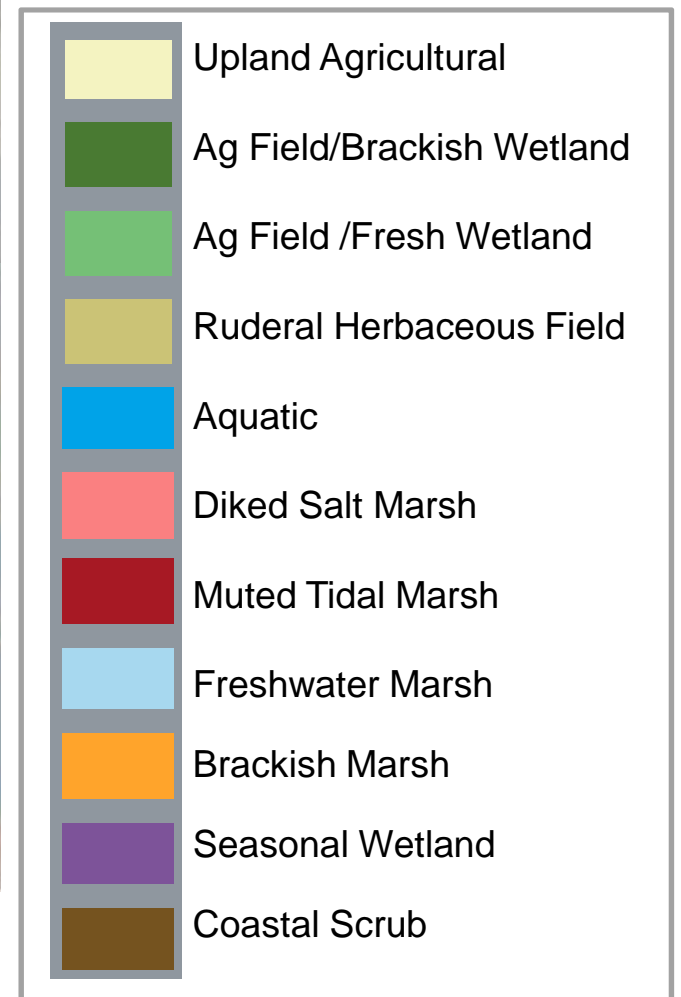 Upland Agricultural
Ag Field/Brackish Wetland
Ag Field /Fresh Wetland
Ruderal Herbaceous Field
Aquatic
Diked Salt Marsh
Muted Tidal Marsh
Freshwater Marsh
Brackish Marsh
Seasonal Wetland
Coastal Scrub